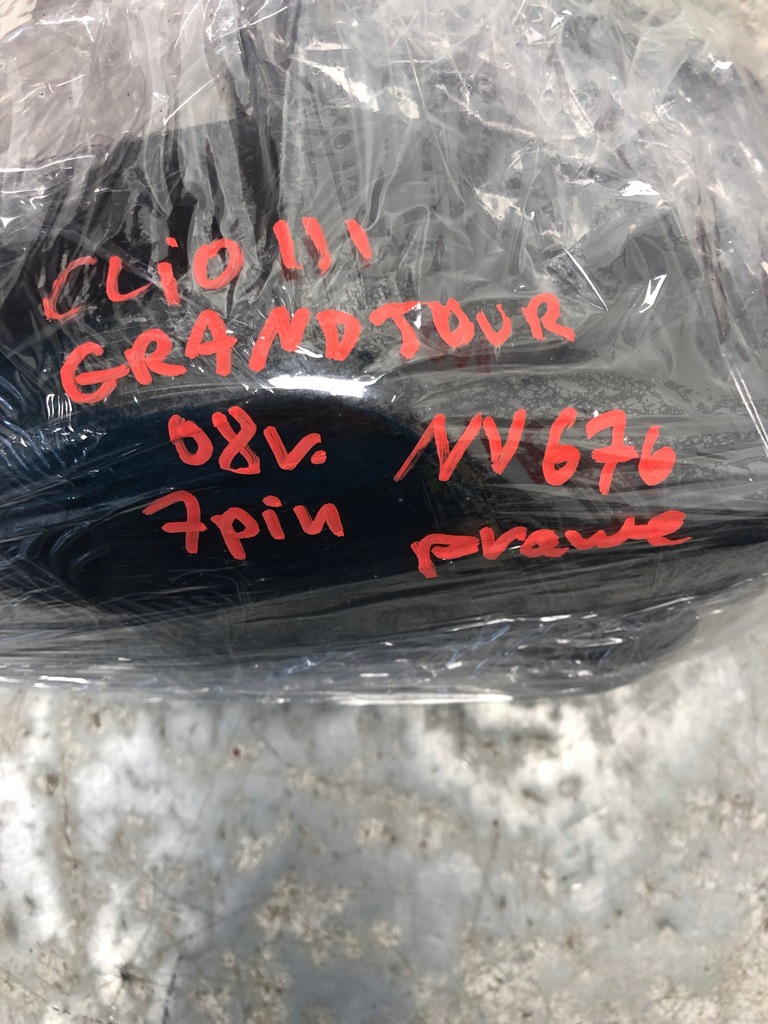 CLiO III
GRANDTOUR
08r. NV676
7pin prawe